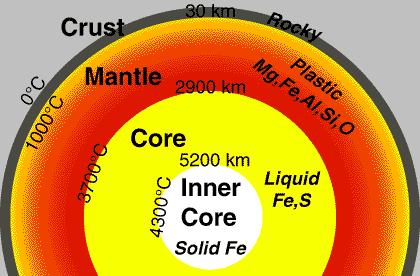 30 km
Crust
Rocky
Mantle
Plastic
Mg,Fe,Al,Si,O
0°C
1000°C
2900 km
Core
3700°C
5200 km
Inner
Core
Solid Fe
4300°C
Liquid
Fe,S